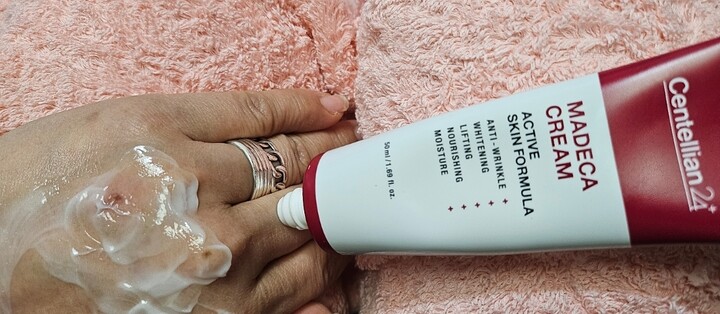 Centellian24
MADECA
CREAM
ACTIVE
SKIN FORMULA
ANTI-WRINKLE +
WHITENING +
LIFTING +
NOURISHING +
MOISTURE +
50ml/1.69 fl. oz.